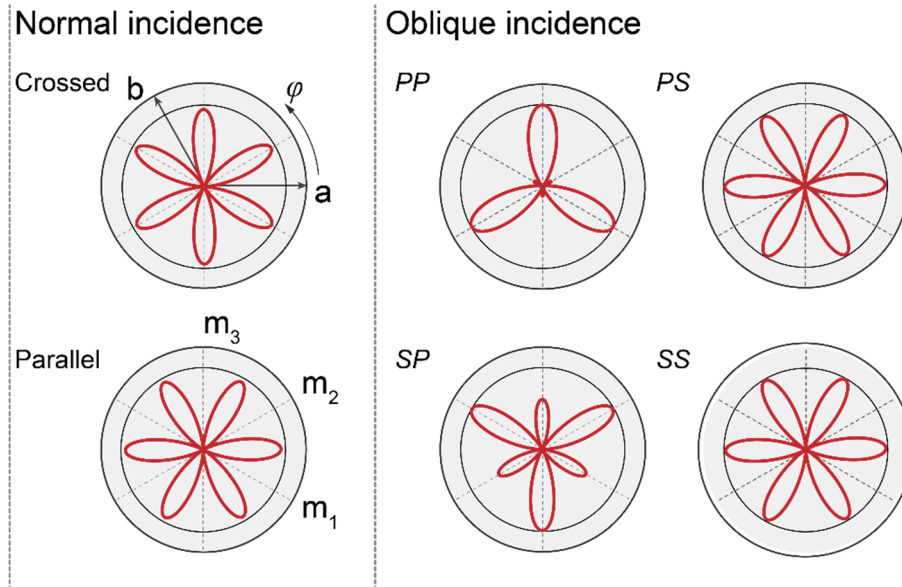 Normal incidence
Oblique incidence
Crossed
b
φ
a
PP
PS
Parallel
m3
m2
m1
SP
SS